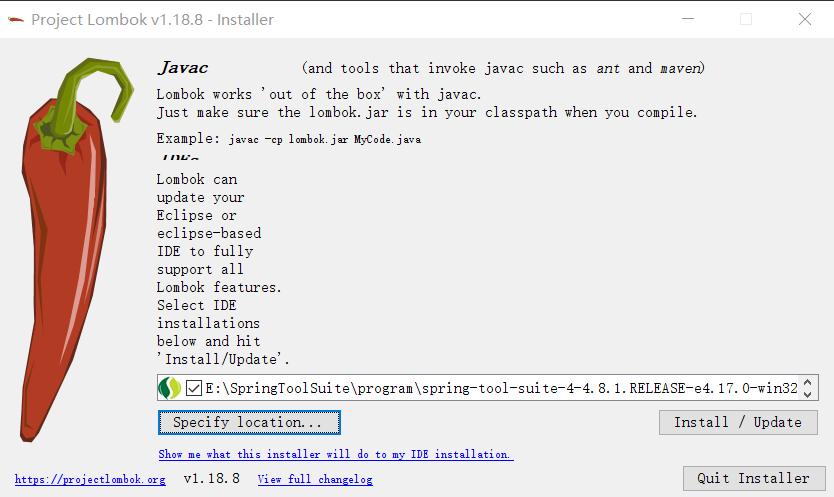 Project Lombok v1.18.8 - Installer
Javac (and tools that invoke javac such as ant and maven)
Lombok works 'out of the box' with javac.
Just make sure the lombok.jar is in your classpath when you compile.
Example: javac -cp lombok.jar MyCode.java
IDEs
Lombok can
update your
Eclipse or
eclipse-based
IDE to fully
support all
Lombok features.
Select IDE
installations
below and hit
'Install/Update'.
E:\SpringToolSuite\program\spring-tool-suite-4-4.8.1.RELEASE-e4.17.0-win32
Specify location... Install / Update
Show me what this installer will do to my IDE installation.
https://projectlombok.org v1.18.8 View full changelog Quit Installer